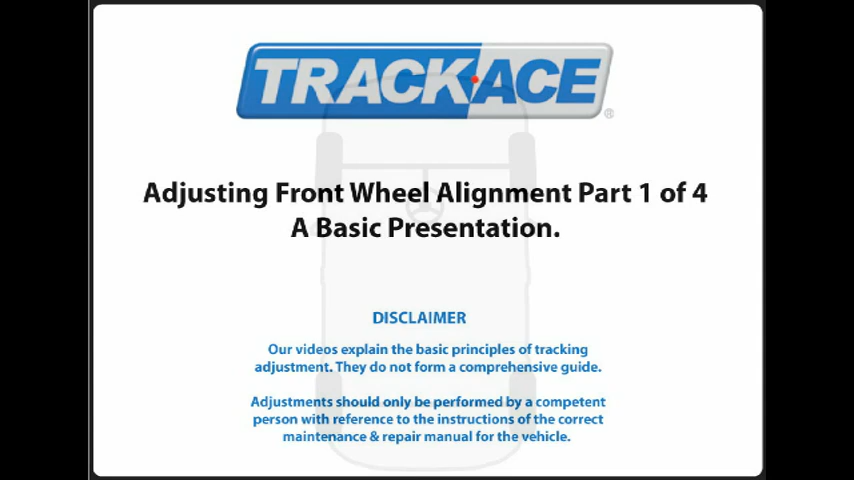 TRACKACE
®
Adjusting Front Wheel Alignment Part 1 of 4
A Basic Presentation.
DISCLAIMER
Our videos explain the basic principles of tracking
adjustment. They do not form a comprehensive guide.
Adjustments should only be performed by a competent
person with reference to the instructions of the correct
maintenance & repair manual for the vehicle.